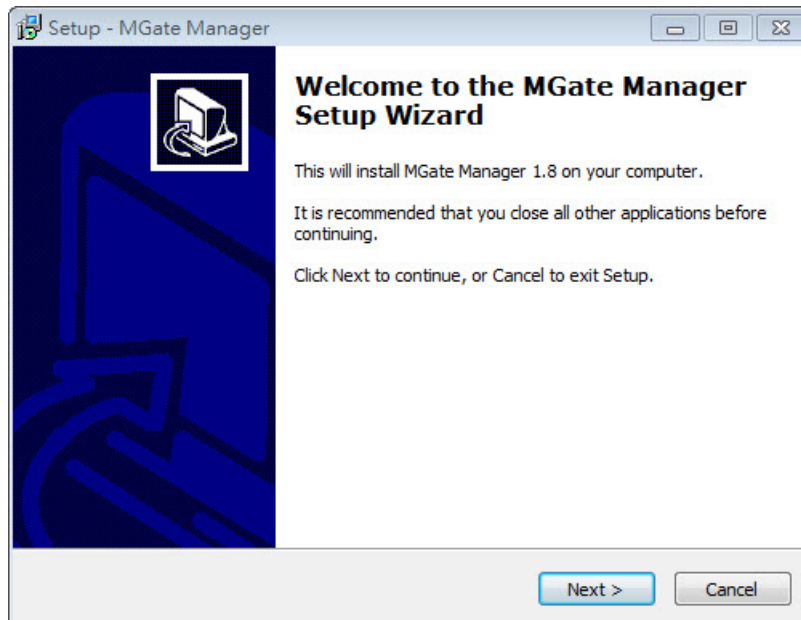 Setup - MGate Manager
Welcome to the MGate Manager
Setup Wizard
This will install MGate Manager 1.8 on your computer.
It is recommended that you close all other applications before
continuing.
Click Next to continue, or Cancel to exit Setup.
Next >
Cancel